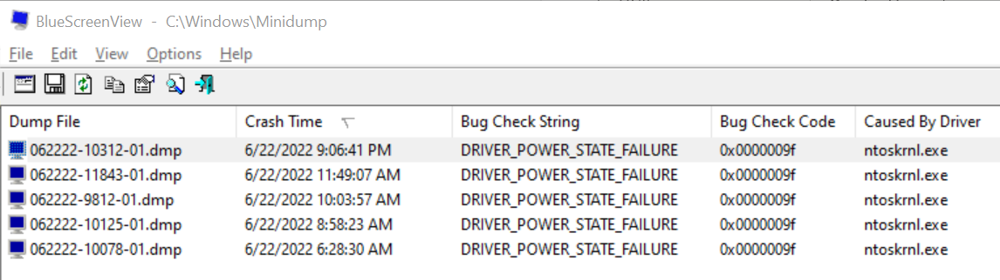 BlueScreenView - C:\Windows\Minidump
File Edit View Options Help
Dump File Crash Time Bug Check String Bug Check Code Caused By Driver
062222-10312-01.dmp 6/22/2022 9:06:41 PM DRIVER_POWER_STATE_FAILURE 0x0000009f ntoskrnl.exe
062222-11843-01.dmp 6/22/2022 11:49:07 AM DRIVER_POWER_STATE_FAILURE 0x0000009f ntoskrnl.exe
062222-9812-01.dmp 6/22/2022 10:03:57 AM DRIVER_POWER_STATE_FAILURE 0x0000009f ntoskrnl.exe
062222-10125-01.dmp 6/22/2022 8:58:23 AM DRIVER_POWER_STATE_FAILURE 0x0000009f ntoskrnl.exe
062222-10078-01.dmp 6/22/2022 6:28:30 AM DRIVER_POWER_STATE_FAILURE 0x0000009f ntoskrnl.exe